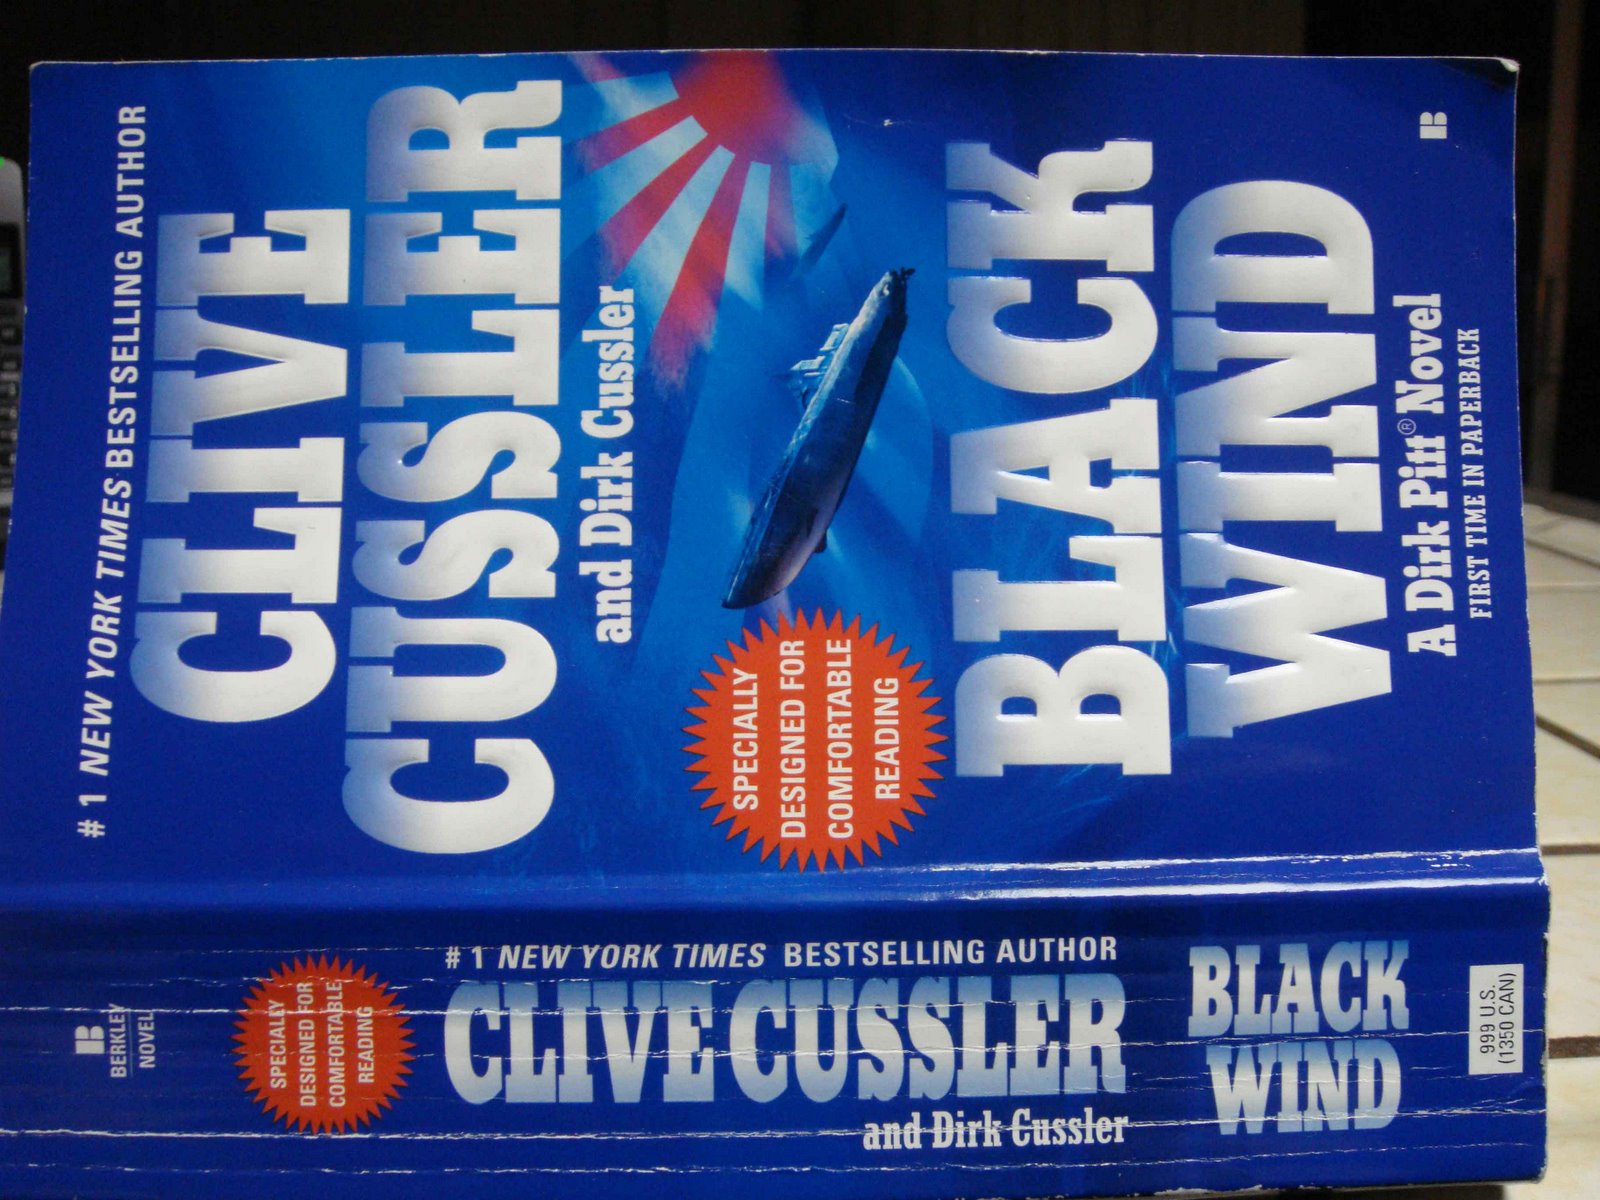 # 1 NEW YORK TIMES BESTSELLING AUTHOR
CLIVE
CUSSLER
and Dirk Cussler
SPECIALLY
DESIGNED FOR
COMFORTABLE
READING
BLACK
WIND
A Dirk Pitt® Novel
FIRST TIME IN PAPERBACK
B
B
BERKLEY
NOVEL
SPECIALLY
DESIGNED FOR
COMFORTABLE
READING
# 1 NEW YORK TIMES BESTSELLING AUTHOR
CLIVE CUSSLER
and Dirk Cussler
BLACK
WIND
999 U.S.
(1350 CAN)